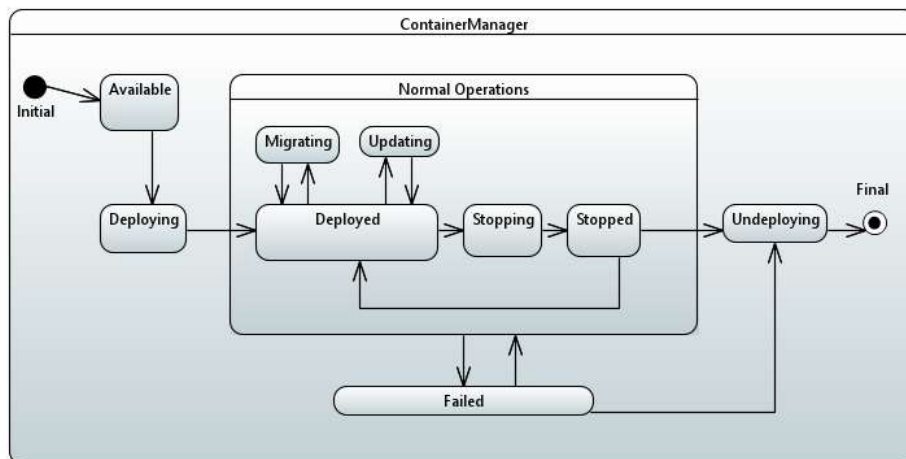 ContainerManager
Initial
Available
Normal Operations
Migrating
Updating
Deploying
Deployed
Stopping
Stopped
Undeploying
Final
Failed